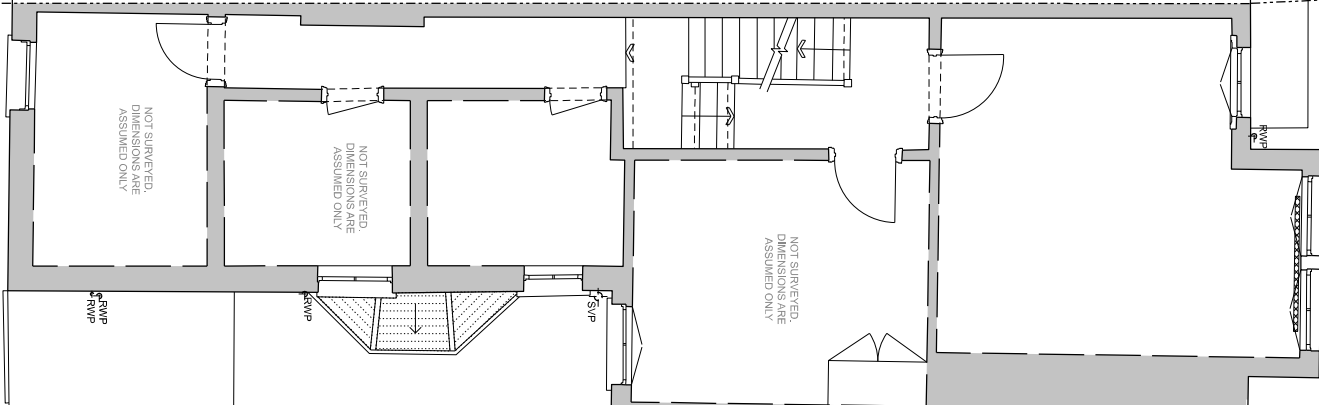 NOT SURVEYED.
DIMENSIONS ARE
ASSUMED ONLY
NOT SURVEYED.
DIMENSIONS ARE
ASSUMED ONLY
NOT SURVEYED.
DIMENSIONS ARE
ASSUMED ONLY
RWP
RWP
RWP
RWP
SVP